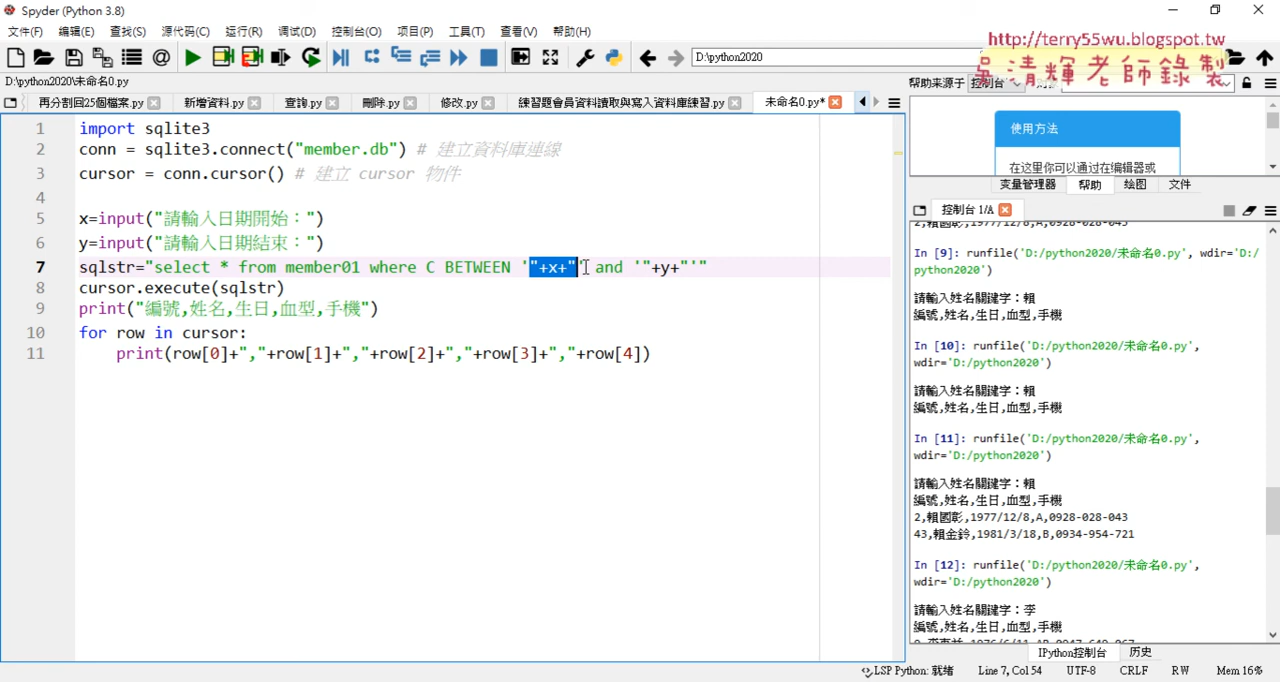 Spyder (Python 3.8)
文件(F) 编辑(E) 查找(S) 源代码(C) 运行(R) 调试(D) 控制台(O) 项目(P) 工具(T) 查看(V) 帮助(H)
D:\python2020
http://terry55wu.blogspot.tw
吳清輝老師錄製
D:\python2020\未命名0.py
帮助 来源于 控制台
再分割回25個檔案.py 新增資料.py 查詢.py 刪除.py 修改.py 練習題會員資料讀取與寫入資料庫練習.py 未命名0.py*
1 import sqlite3
2 conn = sqlite3.connect("member.db") # 建立資料庫連線
3 cursor = conn.cursor() # 建立 cursor 物件
4
5 x=input("請輸入日期開始：")
6 y=input("請輸入日期結束：")
7 sqlstr="select * from member01 where C BETWEEN '"+x+"' and '"+y+"'"
8 cursor.execute(sqlstr)
9 print("編號,姓名,生日,血型,手機")
10 for row in cursor:
11 print(row[0]+","+row[1]+","+row[2]+","+row[3]+","+row[4])
使用方法
在这里你可以通过在编辑器或
变量管理器 帮助 绘图 文件
控制台 1/A
2,賴國彰,1977/12/8,A,0928-028-043
In [9]: runfile('D:/python2020/未命名0.py', wdir='D:/
python2020')
請輸入姓名關鍵字：賴
編號,姓名,生日,血型,手機
In [10]: runfile('D:/python2020/未命名0.py',
wdir='D:/python2020')
請輸入姓名關鍵字：賴
編號,姓名,生日,血型,手機
In [11]: runfile('D:/python2020/未命名0.py',
wdir='D:/python2020')
請輸入姓名關鍵字：賴
編號,姓名,生日,血型,手機
2,賴國彰,1977/12/8,A,0928-028-043
43,賴金鈴,1981/3/18,B,0934-954-721
In [12]: runfile('D:/python2020/未命名0.py',
wdir='D:/python2020')
請輸入姓名關鍵字：李
編號,姓名,生日,血型,手機
IPython控制台 历史
LSP Python: 就绪 Line 7, Col 54 UTF-8 CRLF RW Mem 16%